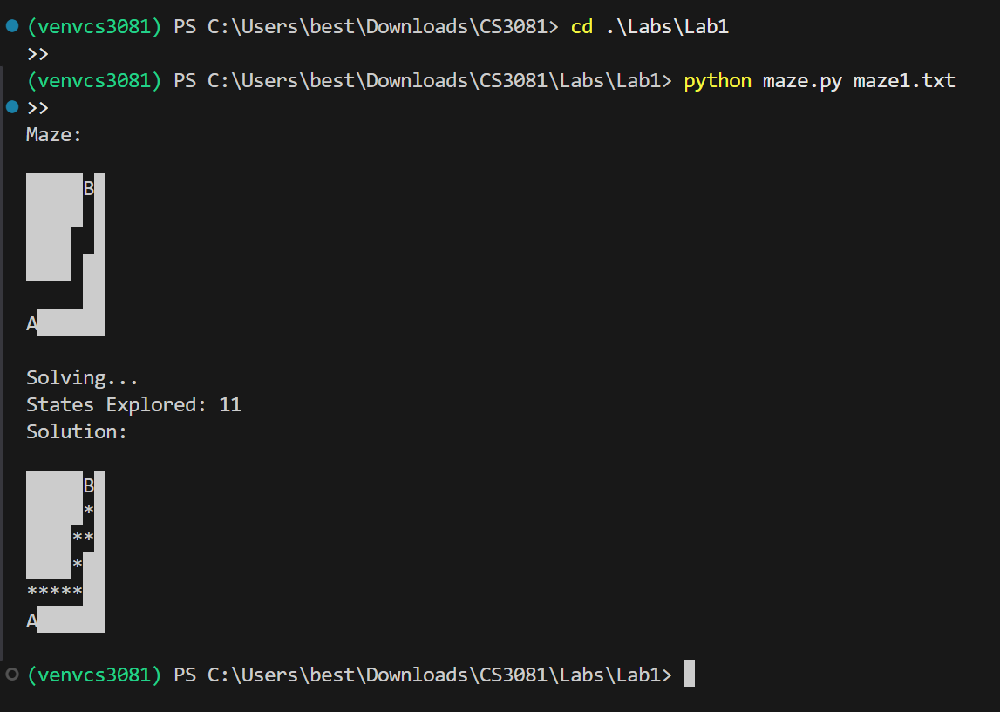 (venvcs3081) PS C:\Users\best\Downloads\CS3081> cd .\Labs\Lab1
>>
(venvcs3081) PS C:\Users\best\Downloads\CS3081\Labs\Lab1> python maze.py maze1.txt
>>
Maze:

█████B█
█████ █
████  █
████ ██
     ██
A██████

Solving...
States Explored: 11
Solution:

█████B█
█████*█
████**█
████*██
*****██
A██████

(venvcs3081) PS C:\Users\best\Downloads\CS3081\Labs\Lab1>